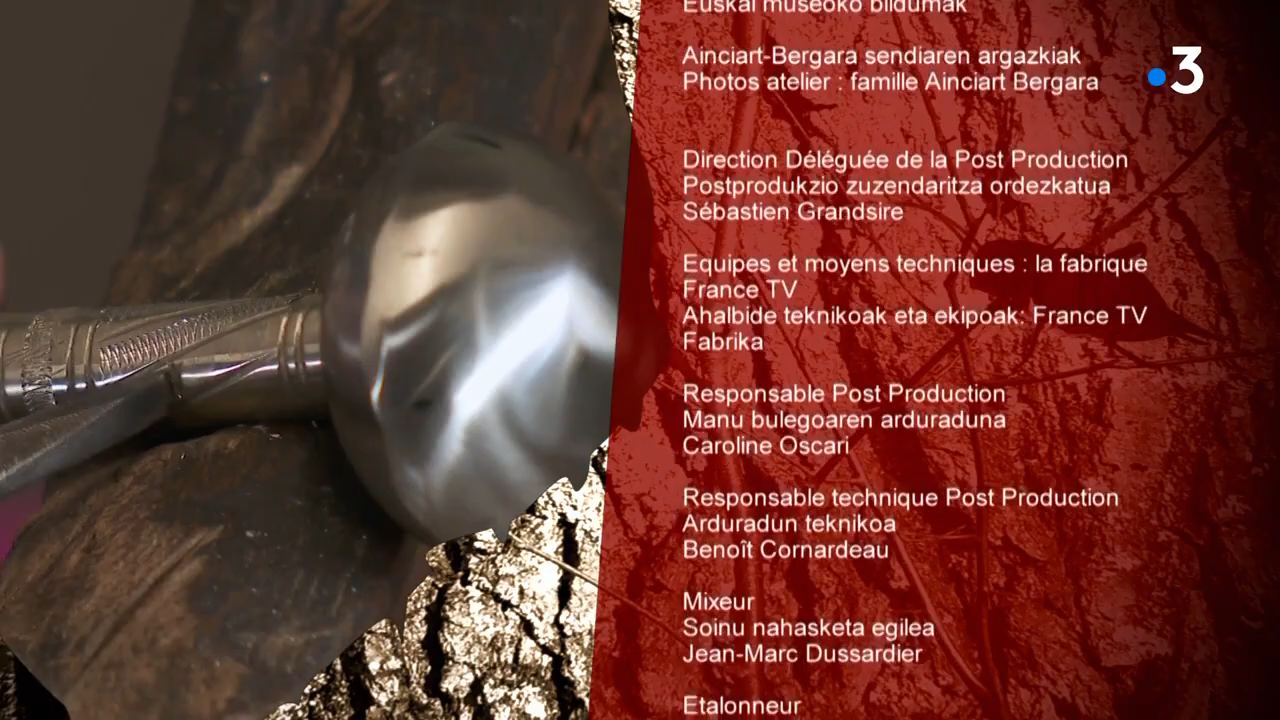 Euskal museoko bildumak
Ainciart-Bergara sendiaren argazkiak
Photos atelier : famille Ainciart Bergara
3
Direction Déléguée de la Post Production
Postprodukzio zuzendaritza ordezkatua
Sébastien Grandsire
Equipes et moyens techniques : la fabrique
France TV
Ahalbide teknikoak eta ekipoak: France TV
Fabrika
Responsable Post Production
Manu bulegoaren arduraduna
Caroline Oscari
Responsable technique Post Production
Arduradun teknikoa
Benoît Cornardeau
Mixeur
Soinu nahasketa egilea
Jean-Marc Dussardier
Etalonneur